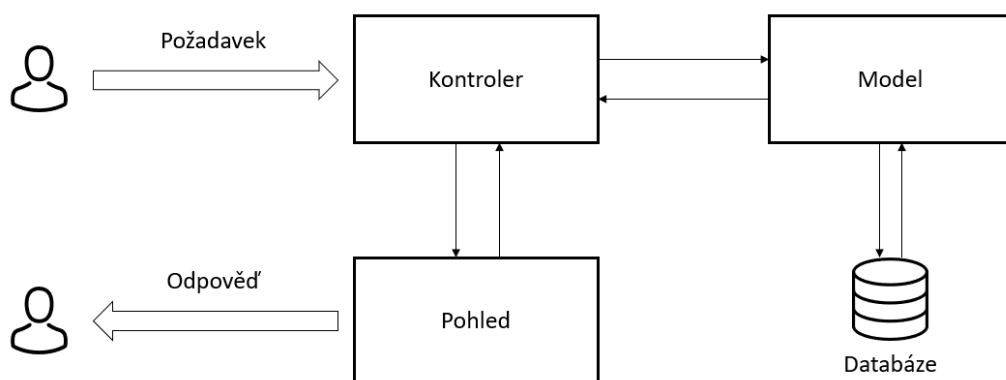 Požadavek
Kontroler
Model
Odpověď
Pohled
Databáze